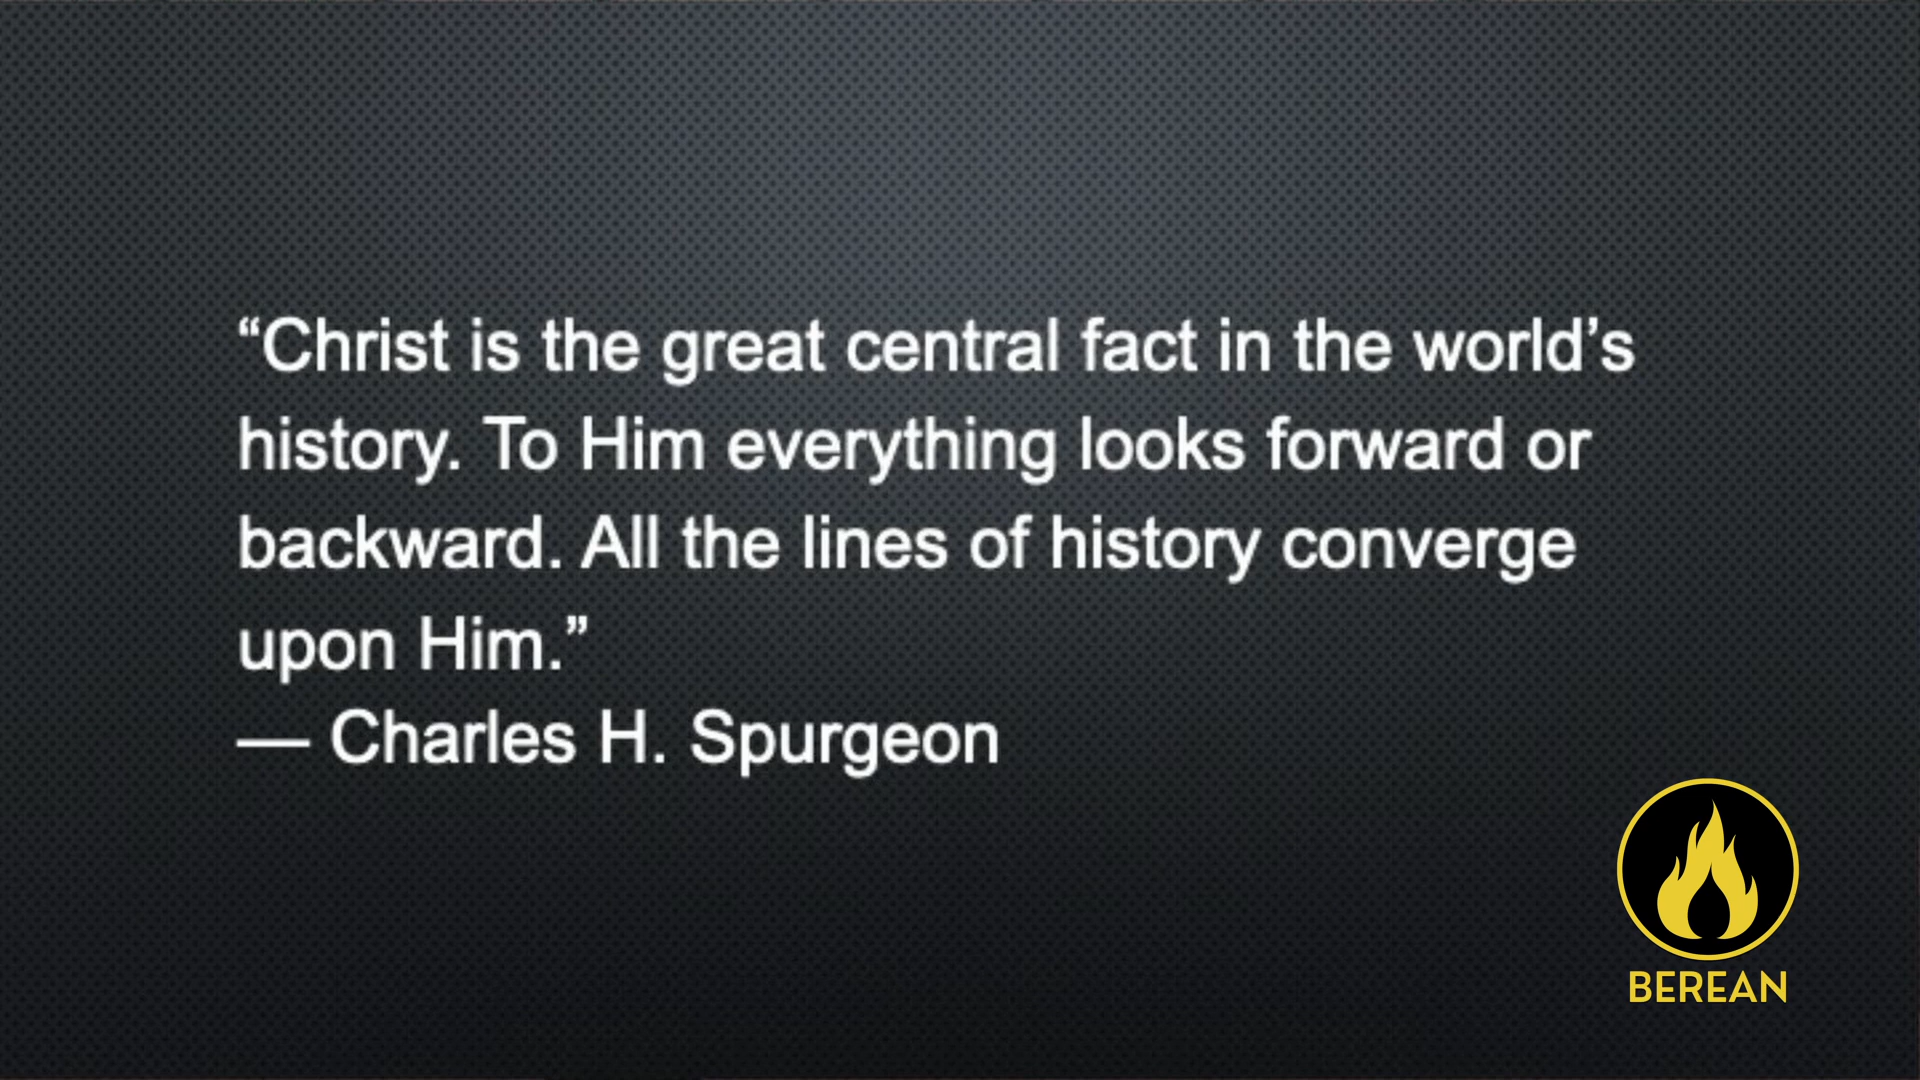 “Christ is the great central fact in the world’s
history. To Him everything looks forward or
backward. All the lines of history converge
upon Him.”
— Charles H. Spurgeon
BEREAN